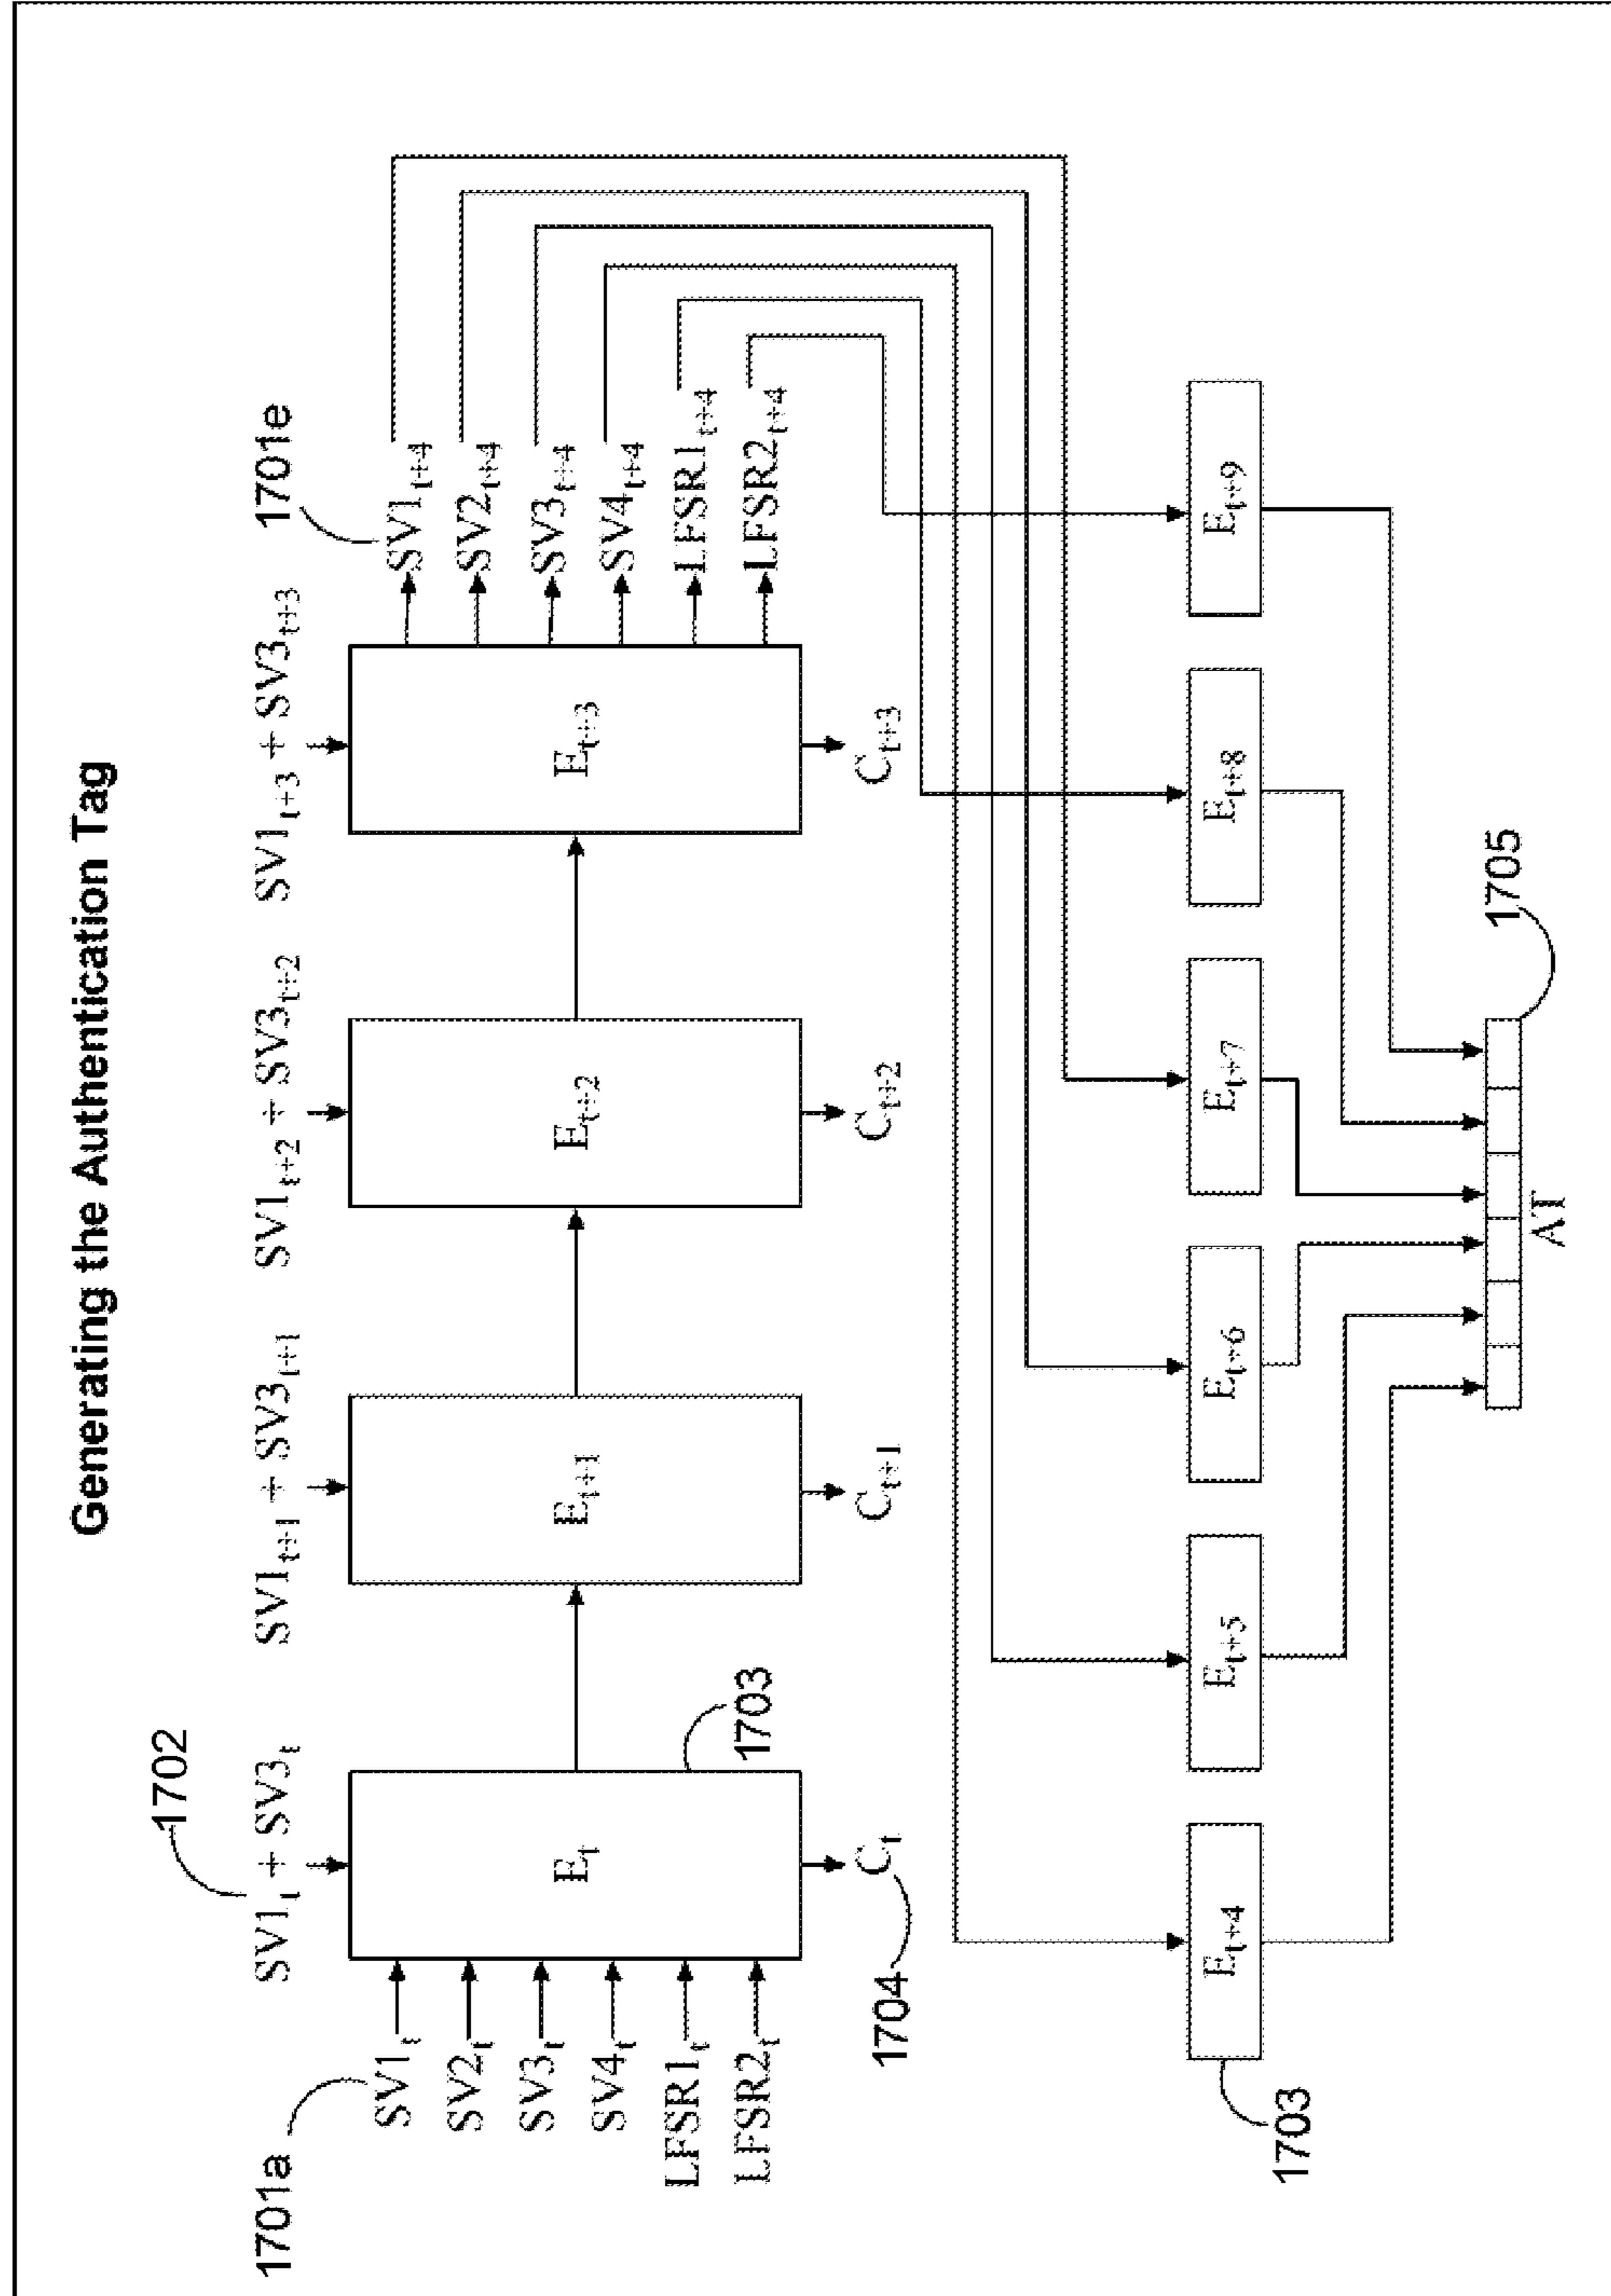 Generating the Authentication Tag
1702
SV1t + SV3t
SV1t+1 + SV3t+1
SV1t+2 + SV3t+2
SV1t+3 + SV3t+3
1701a
1701e
SV1t
SV2t
SV3t
SV4t
LFSR1t
LFSR2t
Et
Et+1
Et+2
Et+3
SV1t+4
SV2t+4
SV3t+4
SV4t+4
LFSR1t+4
LFSR2t+4
1703
Ct
Ct+1
Ct+2
Ct+3
1704
Et+4
Et+5
Et+6
Et+7
Et+8
Et+9
1703
AT
1705